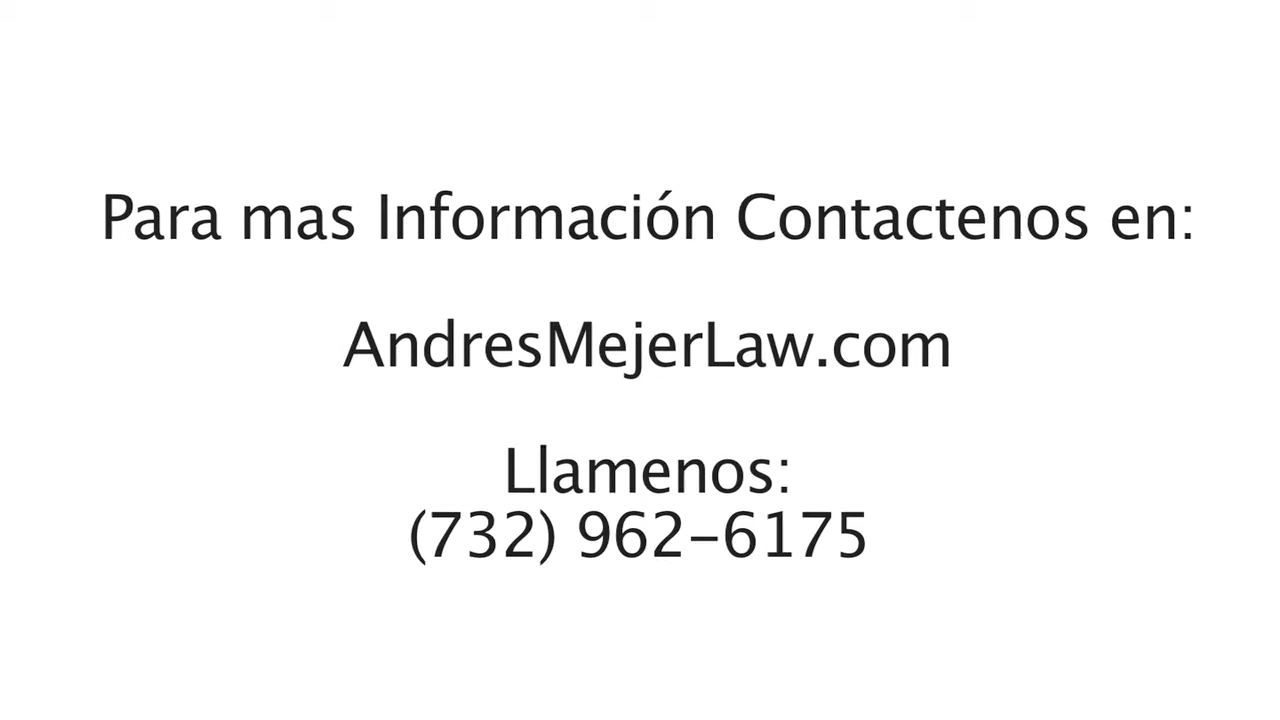 Para mas Información Contactenos en:
AndresMejerLaw.com
Llamenos:
(732) 962-6175